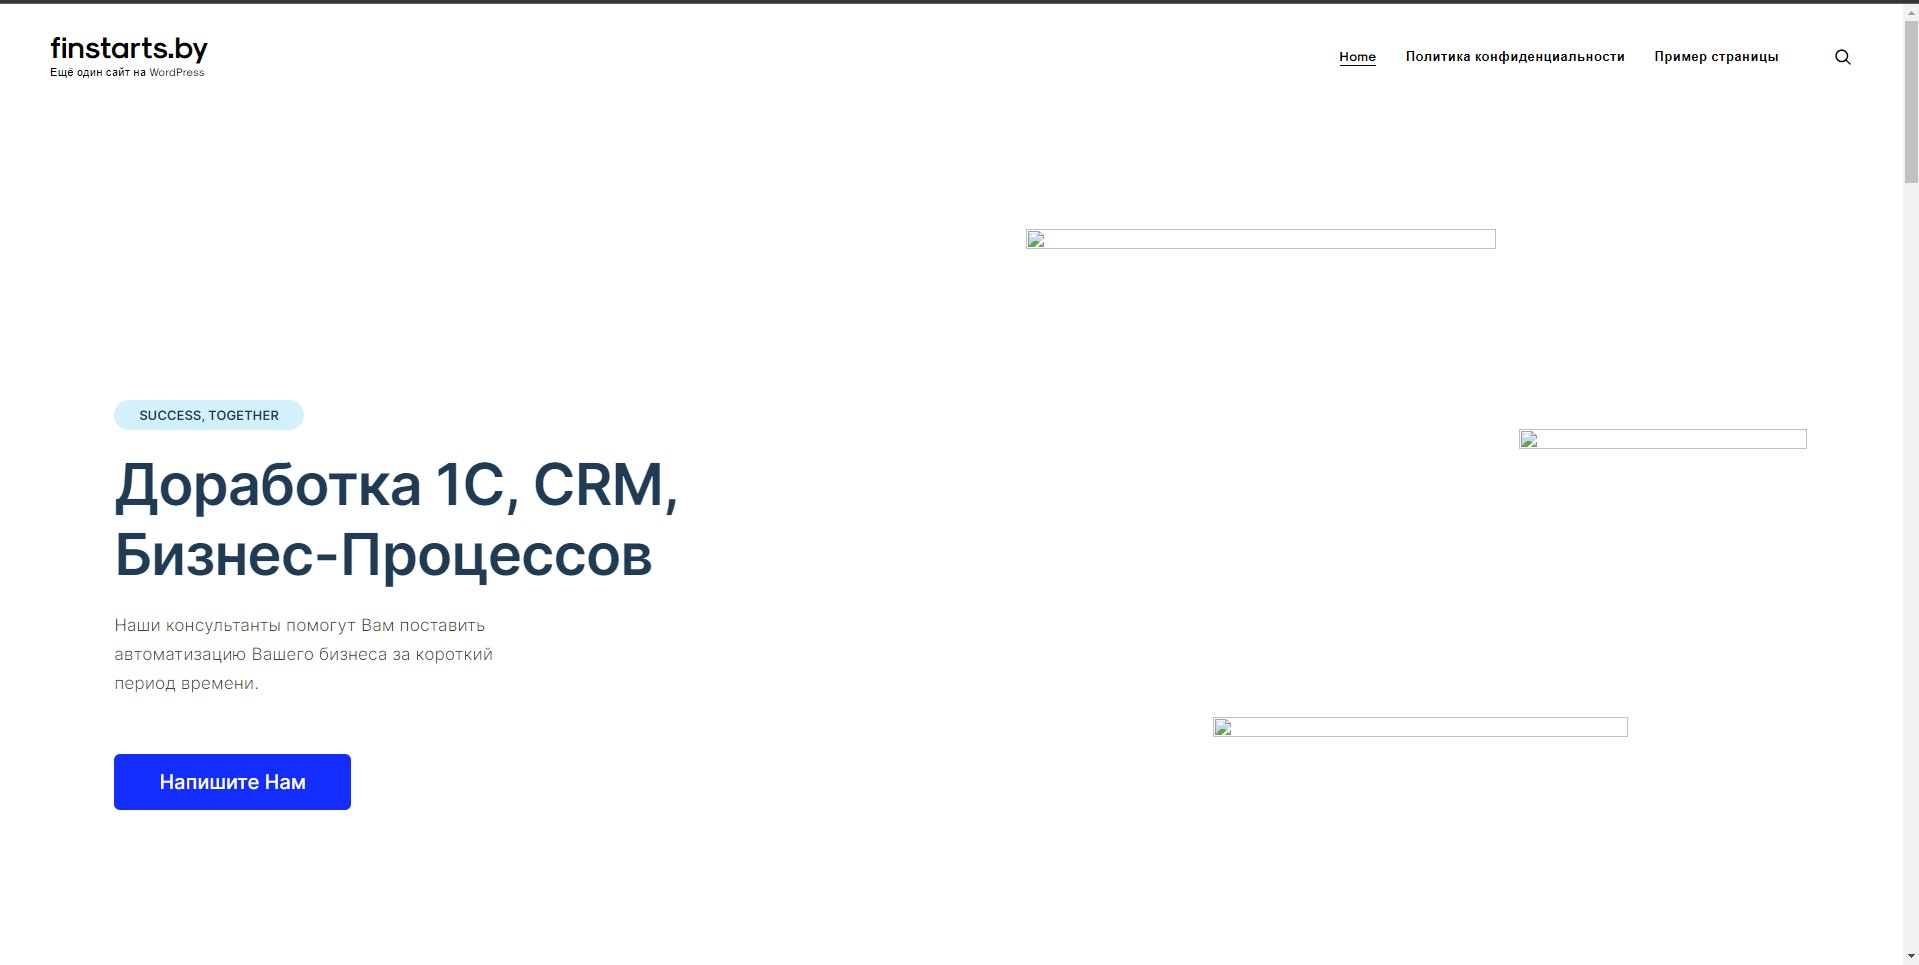 finstarts.by
Ещё один сайт на WordPress
Home
Политика конфиденциальности
Пример страницы
SUCCESS, TOGETHER
Доработка 1С, CRM,
Бизнес-Процессов
Наши консультанты помогут Вам поставить
автоматизацию Вашего бизнеса за короткий
период времени.
Напишите Нам